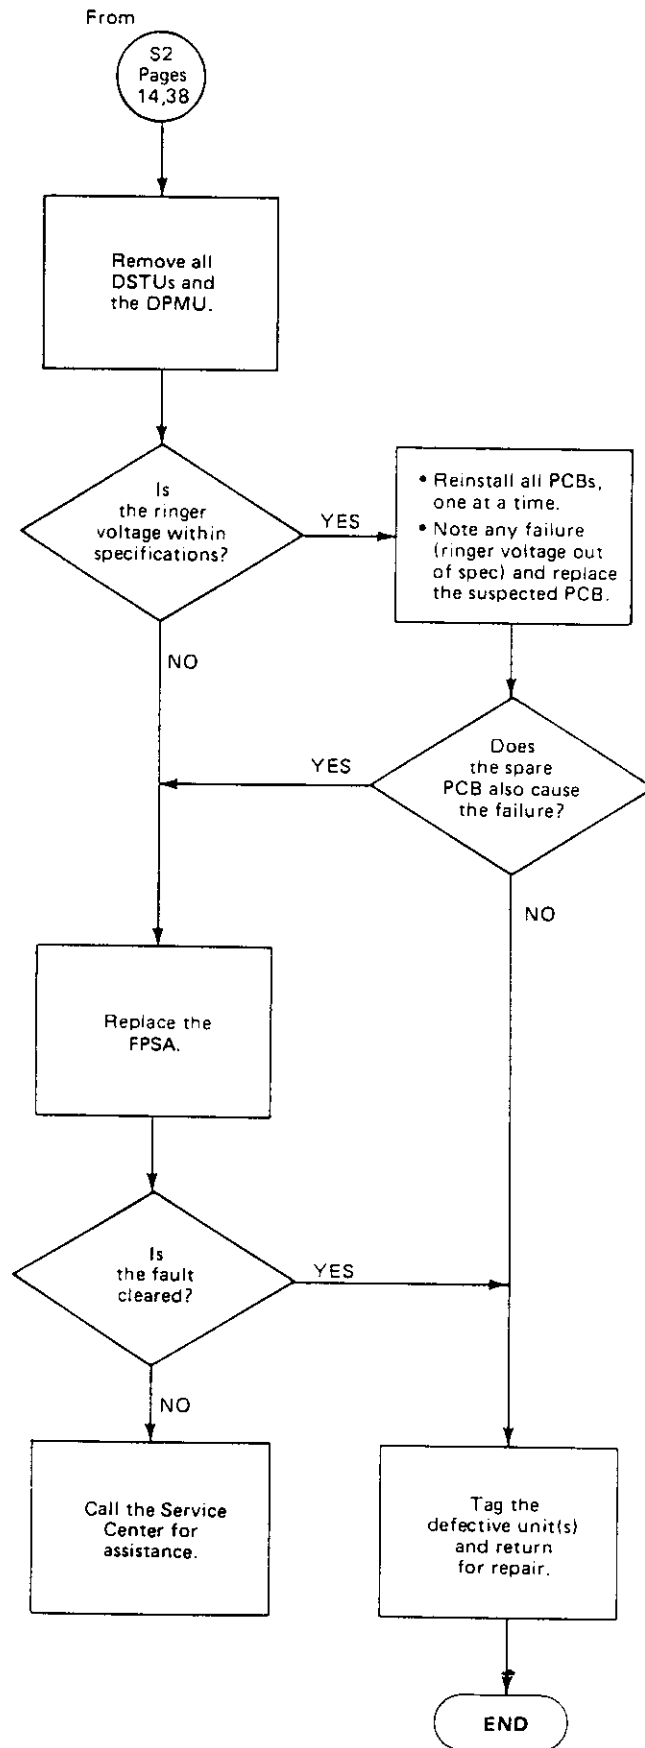 From
S2
Pages
14,38
Remove all
DSTUs and
the DPMU.
Is
the ringer
voltage within
specifications?
YES
• Reinstall all PCBs,
one at a time.
• Note any failure
(ringer voltage out
of spec) and replace
the suspected PCB.
NO
Does
the spare
PCB also cause
the failure?
YES
NO
Replace the
FPSA.
Is
the fault
cleared?
YES
NO
Call the Service
Center for
assistance.
Tag the
defective unit(s)
and return
for repair.
END